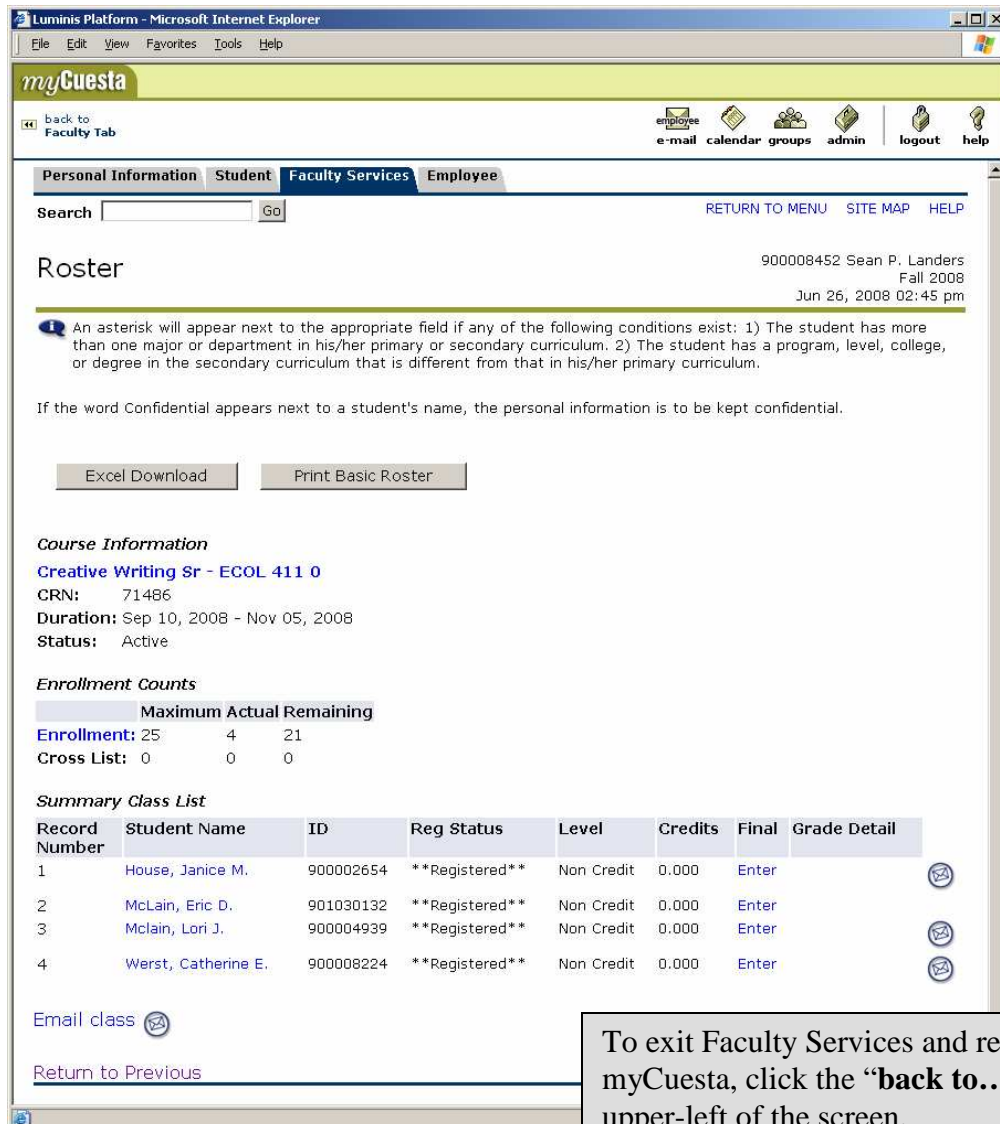 Luminis Platform - Microsoft Internet Explorer
File Edit View Favorites Tools Help
myCuesta
back to
Faculty Tab
employee
e-mail calendar groups admin logout help
Personal Information Student Faculty Services Employee
Search Go RETURN TO MENU SITE MAP HELP
Roster
900008452 Sean P. Landers
Fall 2008
Jun 26, 2008 02:45 pm
An asterisk will appear next to the appropriate field if any of the following conditions exist: 1) The student has more
than one major or department in his/her primary or secondary curriculum. 2) The student has a program, level, college,
or degree in the secondary curriculum that is different from that in his/her primary curriculum.
If the word Confidential appears next to a student's name, the personal information is to be kept confidential.
Excel Download Print Basic Roster
Course Information
Creative Writing Sr - ECOL 411 0
CRN: 71486
Duration: Sep 10, 2008 - Nov 05, 2008
Status: Active
Enrollment Counts
Maximum Actual Remaining
Enrollment: 25 4 21
Cross List: 0 0 0
Summary Class List
Record Student Name ID Reg Status Level Credits Final Grade Detail
Number
1 House, Janice M. 900002654 **Registered** Non Credit 0.000 Enter
2 McLain, Eric D. 901030132 **Registered** Non Credit 0.000 Enter
3 Mclain, Lori J. 900004939 **Registered** Non Credit 0.000 Enter
4 Werst, Catherine E. 900008224 **Registered** Non Credit 0.000 Enter
Email class
Return to Previous
To exit Faculty Services and re
myCuesta, click the “back to…
upper-left of the screen.